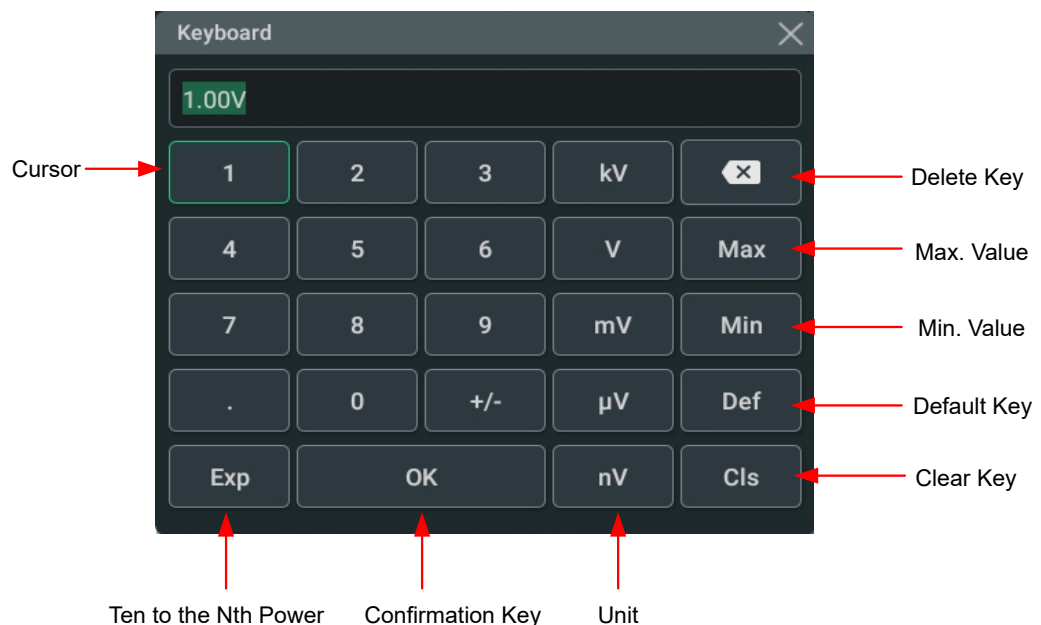 Keyboard
1.00V
Cursor 1 2 3 kV Delete Key
4 5 6 V Max Max. Value
7 8 9 mV Min Min. Value
. 0 +/- µV Def Default Key
Exp OK nV Cls Clear Key
Ten to the Nth Power Confirmation Key Unit